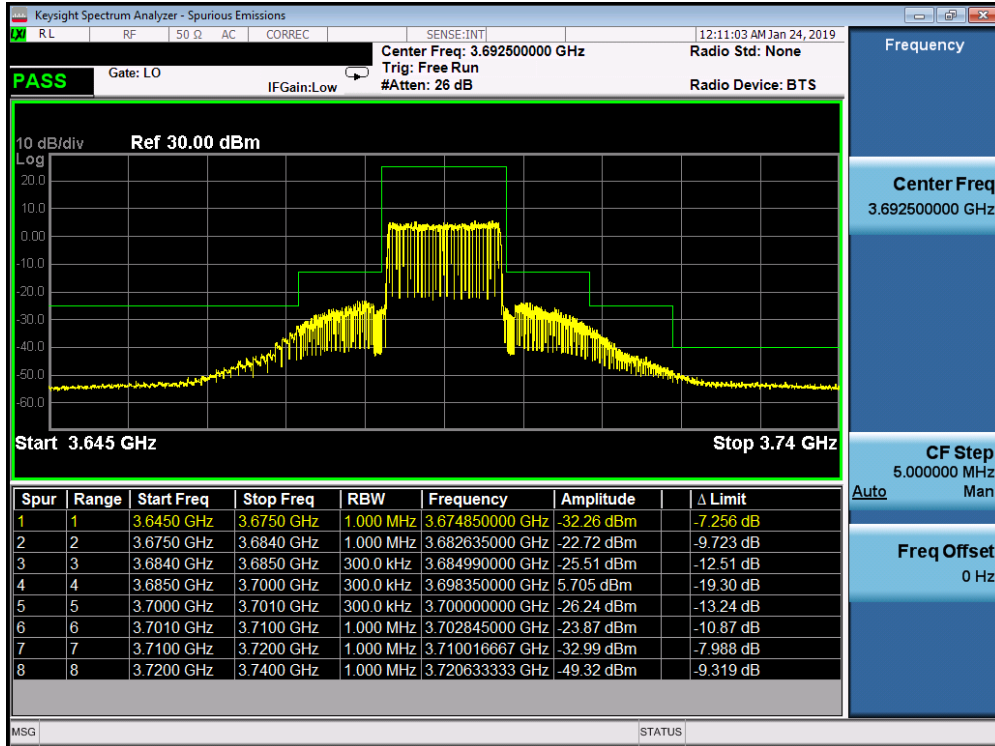 Keysight Spectrum Analyzer - Spurious Emissions
LXI RL RF 50 Ω AC CORREC SENSE:INT 12:11:03 AM Jan 24, 2019
Center Freq: 3.692500000 GHz Radio Std: None
PASS Gate: LO Trig: Free Run
IFGain:Low #Atten: 26 dB Radio Device: BTS
10 dB/div Ref 30.00 dBm
Log
20.0
10.0
0.00
-10.0
-20.0
-30.0
-40.0
-50.0
-60.0
Start 3.645 GHz Stop 3.74 GHz
Spur Range Start Freq Stop Freq RBW Frequency Amplitude Δ Limit
1 1 3.6450 GHz 3.6750 GHz 1.000 MHz 3.674850000 GHz -32.26 dBm -7.256 dB
2 2 3.6750 GHz 3.6840 GHz 1.000 MHz 3.682635000 GHz -22.72 dBm -9.723 dB
3 3 3.6840 GHz 3.6850 GHz 300.0 kHz 3.684990000 GHz -25.51 dBm -12.51 dB
4 4 3.6850 GHz 3.7000 GHz 300.0 kHz 3.698350000 GHz 5.705 dBm -19.30 dB
5 5 3.7000 GHz 3.7010 GHz 300.0 kHz 3.700000000 GHz -26.24 dBm -13.24 dB
6 6 3.7010 GHz 3.7100 GHz 1.000 MHz 3.702845000 GHz -23.87 dBm -10.87 dB
7 7 3.7100 GHz 3.7200 GHz 1.000 MHz 3.710016667 GHz -32.99 dBm -7.988 dB
8 8 3.7200 GHz 3.7400 GHz 1.000 MHz 3.720633333 GHz -49.32 dBm -9.319 dB
MSG STATUS
Frequency
Center Freq
3.692500000 GHz
CF Step
5.000000 MHz
Auto Man
Freq Offset
0 Hz